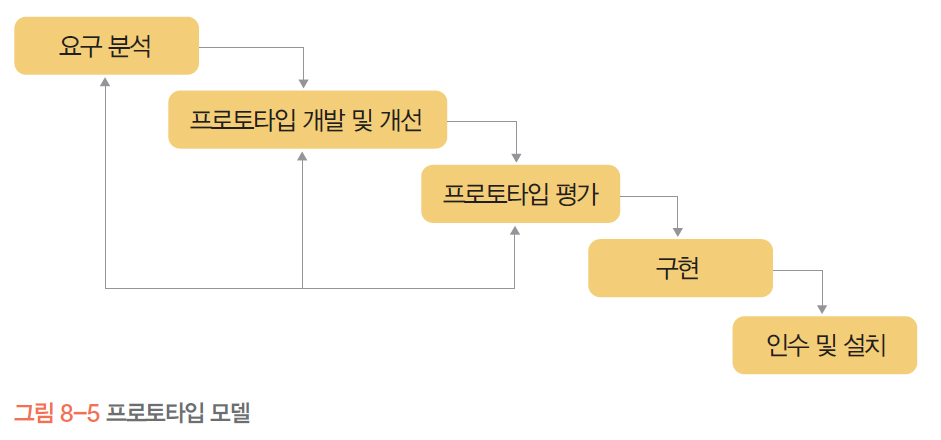 요구 분석
프로토타입 개발 및 개선
프로토타입 평가
구현
인수 및 설치
그림 8-5 프로토타입 모델